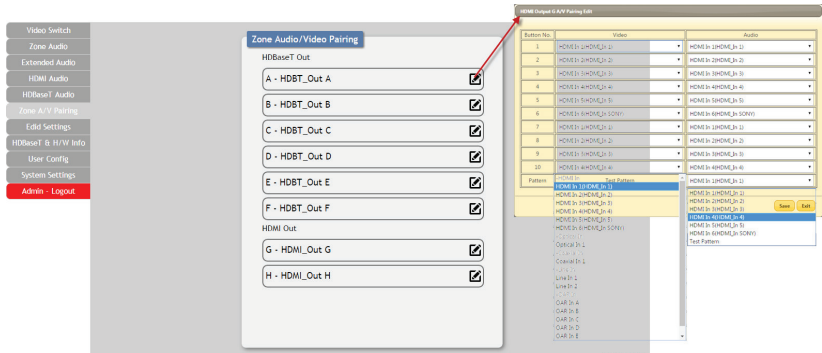 Video Switch
Zone Audio
Extended Audio
HDMI Audio
HDBaseT Audio
Zone A/V Pairing
Edid Settings
HDBaseT & H/W Info
User Config
System Settings
Admin - Logout
Zone Audio/Video Pairing
HDBaseT Out
A - HDBT_Out A
B - HDBT_Out B
C - HDBT_Out C
D - HDBT_Out D
E - HDBT_Out E
F - HDBT_Out F
HDMI Out
G - HDMI_Out G
H - HDMI_Out H
HDMI Output G A/V Pairing Edit
Button No. Video Audio
1 HDMI In 1(HDMI_In 1) HDMI In 1(HDMI_In 1)
2 HDMI In 2(HDMI_In 2) HDMI In 2(HDMI_In 2)
3 HDMI In 3(HDMI_In 3) HDMI In 3(HDMI_In 3)
4 HDMI In 4(HDMI_In 4) HDMI In 4(HDMI_In 4)
5 HDMI In 5(HDMI_In 5) HDMI In 5(HDMI_In 5)
6 HDMI In 6(HDMI_In SONY) HDMI In 6(HDMI_In SONY)
7 HDMI In 1(HDMI_In 1) HDMI In 1(HDMI_In 1)
8 HDMI In 2(HDMI_In 2) HDMI In 2(HDMI_In 2)
9 HDMI In 3(HDMI_In 3) HDMI In 3(HDMI_In 3)
10 HDMI In 4(HDMI_In 4) HDMI In 4(HDMI_In 4)
Pattern Test Pattern HDMI In 1(HDMI_In 1)
HDMI In 1(HDMI_In 1)
HDMI In 2(HDMI_In 2)
HDMI In 3(HDMI_In 3)
HDMI In 4(HDMI_In 4)
HDMI In 5(HDMI_In 5)
HDMI In 6(HDMI_In SONY)
Optical In 1
Coaxial In 1
Line In 1
Line In 2
OAR In A
OAR In B
OAR In C
OAR In D
OAR In E
HDMI In 1(HDMI_In 1)
HDMI In 2(HDMI_In 2)
HDMI In 3(HDMI_In 3)
HDMI In 4(HDMI_In 4)
HDMI In 5(HDMI_In 5)
HDMI In 6(HDMI_In SONY)
Test Pattern
Save Exit